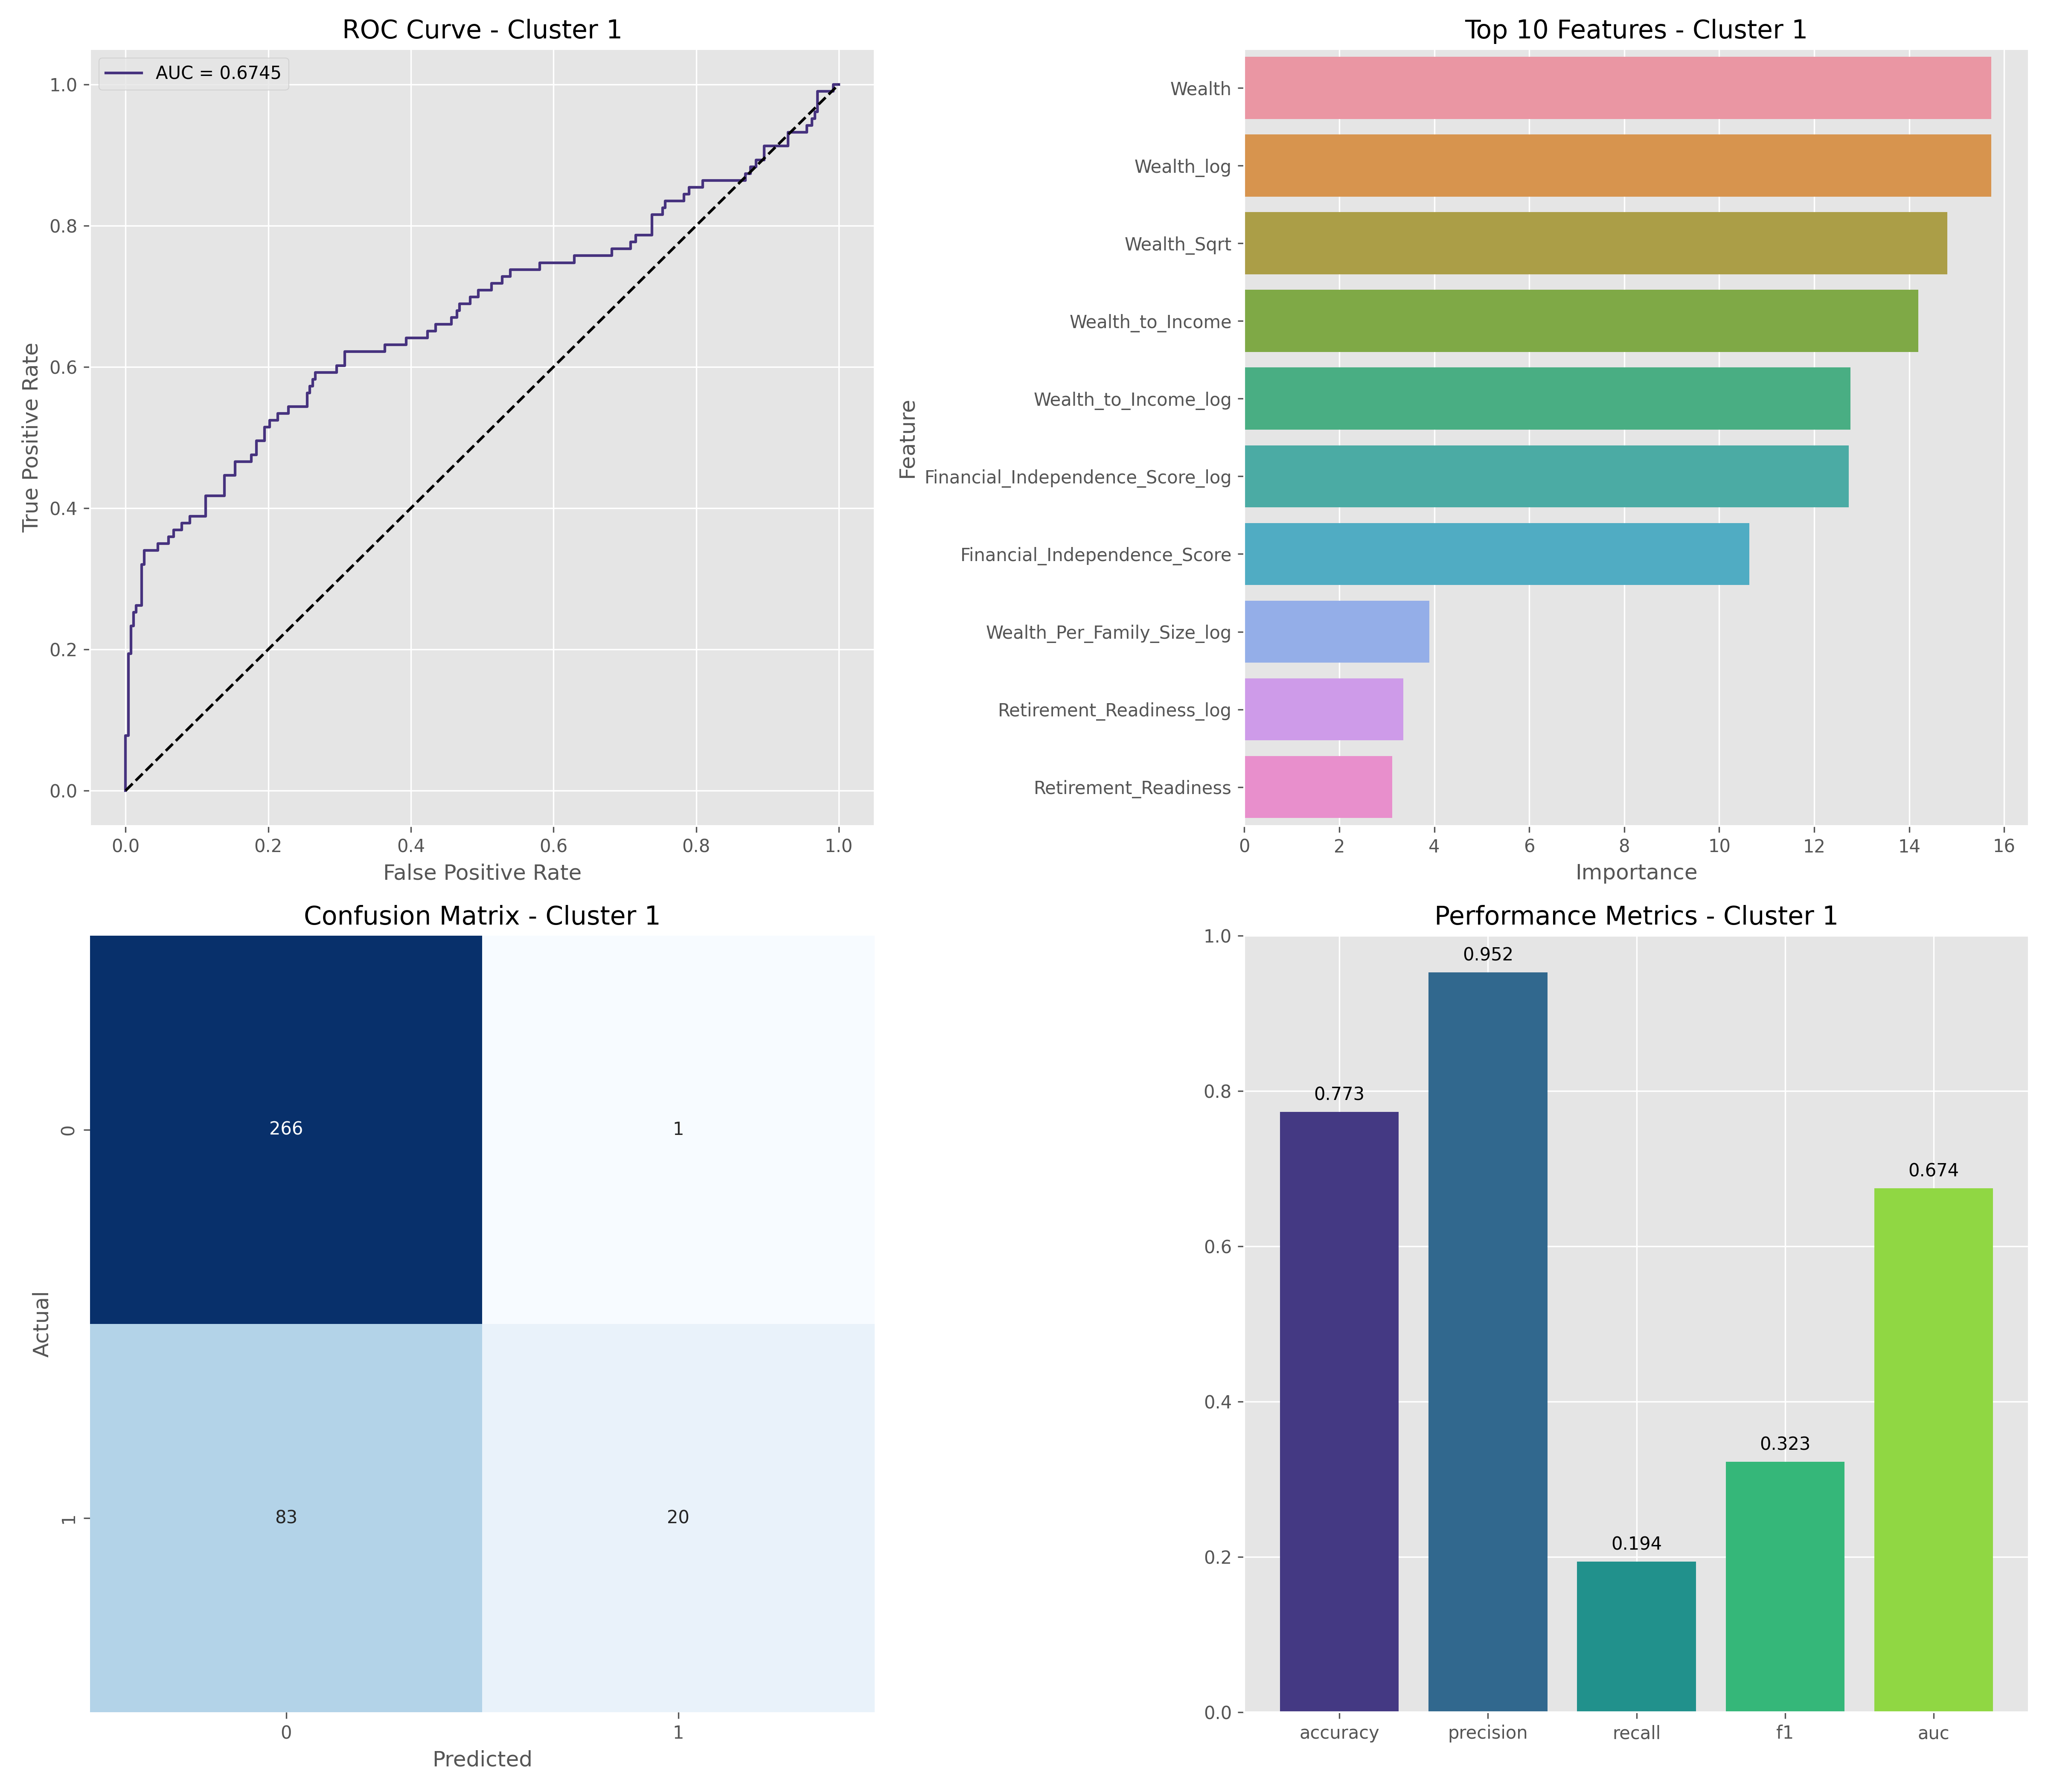 ROC Curve - Cluster 1
AUC = 0.6745
1.0
0.8
0.6
0.4
0.2
0.0
True Positive Rate
0.0 0.2 0.4 0.6 0.8 1.0
False Positive Rate
Top 10 Features - Cluster 1
Feature
Wealth
Wealth_log
Wealth_Sqrt
Wealth_to_Income
Wealth_to_Income_log
Financial_Independence_Score_log
Financial_Independence_Score
Wealth_Per_Family_Size_log
Retirement_Readiness_log
Retirement_Readiness
0 2 4 6 8 10 12 14 16
Importance
Confusion Matrix - Cluster 1
Actual
0
1
266 1
83 20
0 1
Predicted
Performance Metrics - Cluster 1
1.0
0.8
0.6
0.4
0.2
0.0
0.773
0.952
0.194
0.323
0.674
accuracy precision recall f1 auc